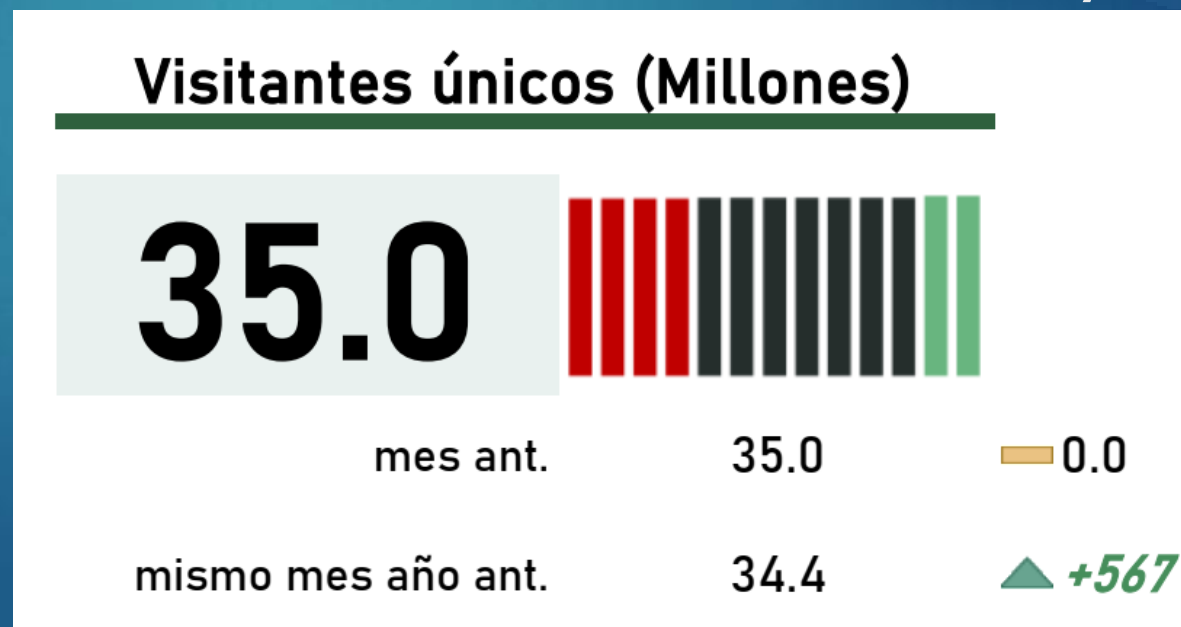 Visitantes únicos (Millones)
35.0
mes ant. 35.0 0.0
mismo mes año ant. 34.4 +567